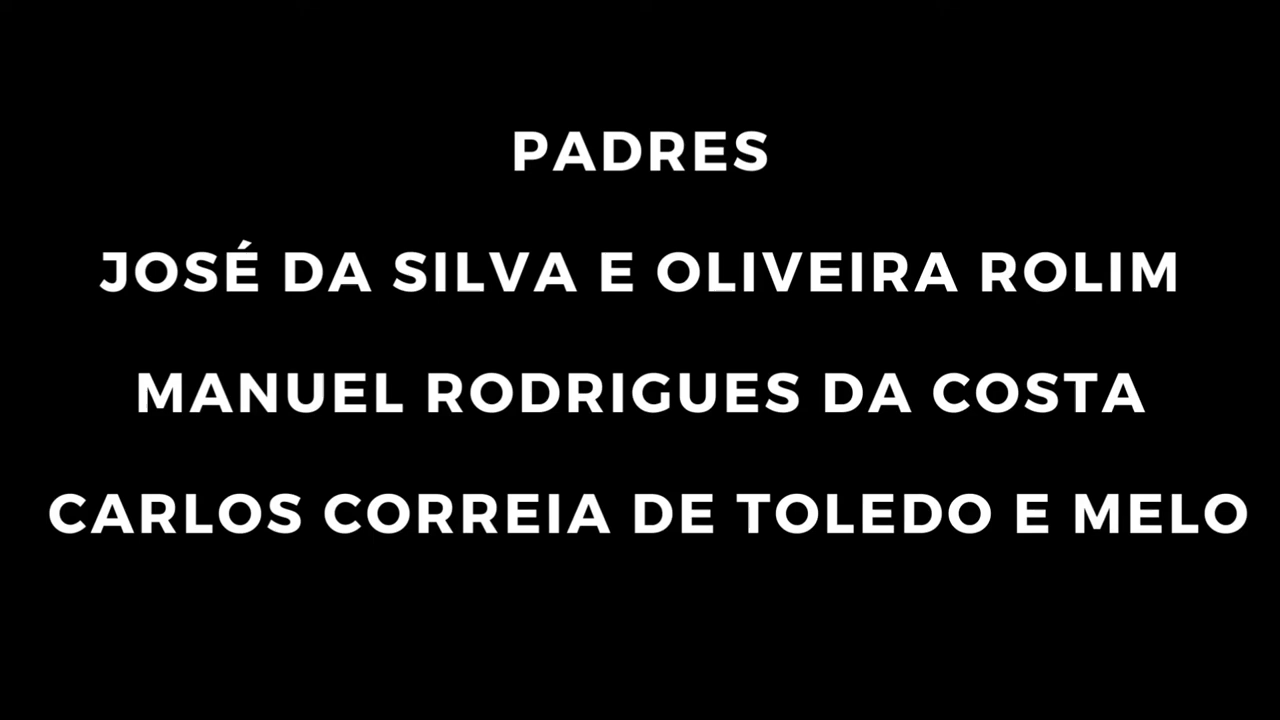 PADRES
JOSÉ DA SILVA E OLIVEIRA ROLIM
MANUEL RODRIGUES DA COSTA
CARLOS CORREIA DE TOLEDO E MELO